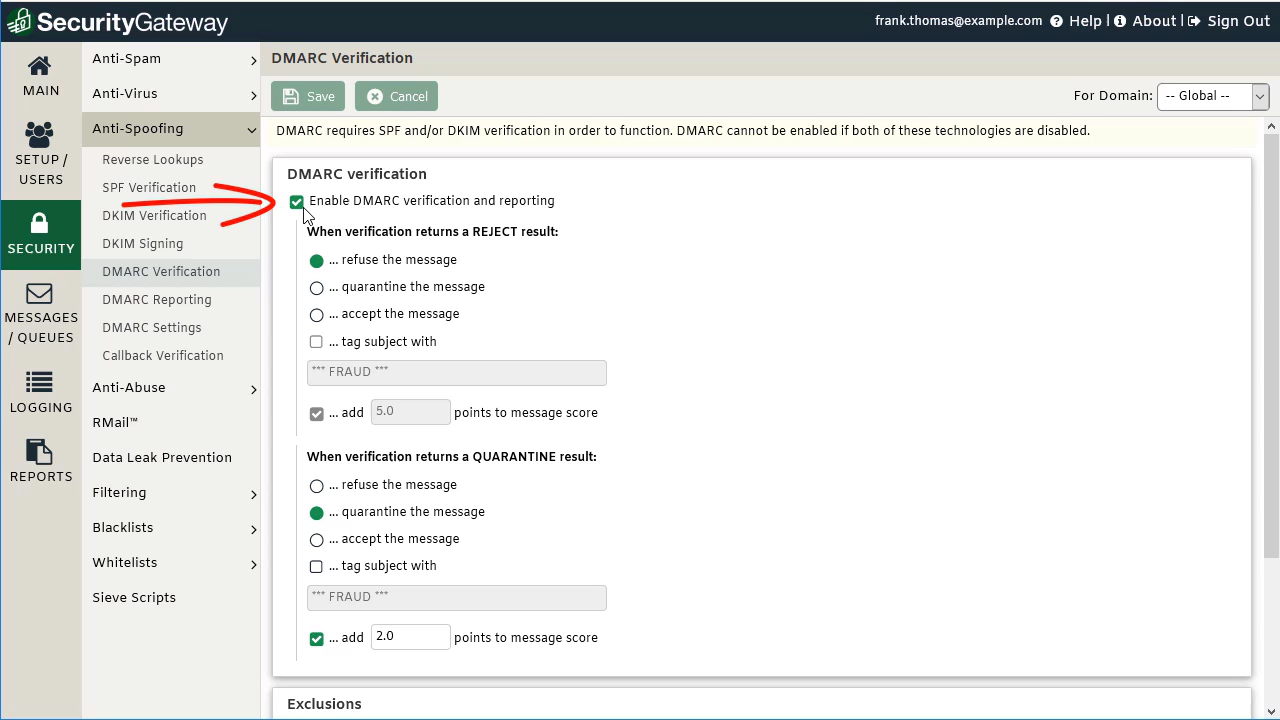 SecurityGateway
frank.thomas@example.com Help | About | Sign Out
MAIN
SETUP /
USERS
SECURITY
MESSAGES
/ QUEUES
LOGGING
REPORTS
Anti-Spam
Anti-Virus
Anti-Spoofing
Reverse Lookups
SPF Verification
DKIM Verification
DKIM Signing
DMARC Verification
DMARC Reporting
DMARC Settings
Callback Verification
Anti-Abuse
RMail™
Data Leak Prevention
Filtering
Blacklists
Whitelists
Sieve Scripts
DMARC Verification
Save Cancel
For Domain: -- Global --
DMARC requires SPF and/or DKIM verification in order to function. DMARC cannot be enabled if both of these technologies are disabled.
DMARC verification
Enable DMARC verification and reporting
When verification returns a REJECT result:
... refuse the message
... quarantine the message
... accept the message
... tag subject with
*** FRAUD ***
... add 5.0 points to message score
When verification returns a QUARANTINE result:
... refuse the message
... quarantine the message
... accept the message
... tag subject with
*** FRAUD ***
... add 2.0 points to message score
Exclusions